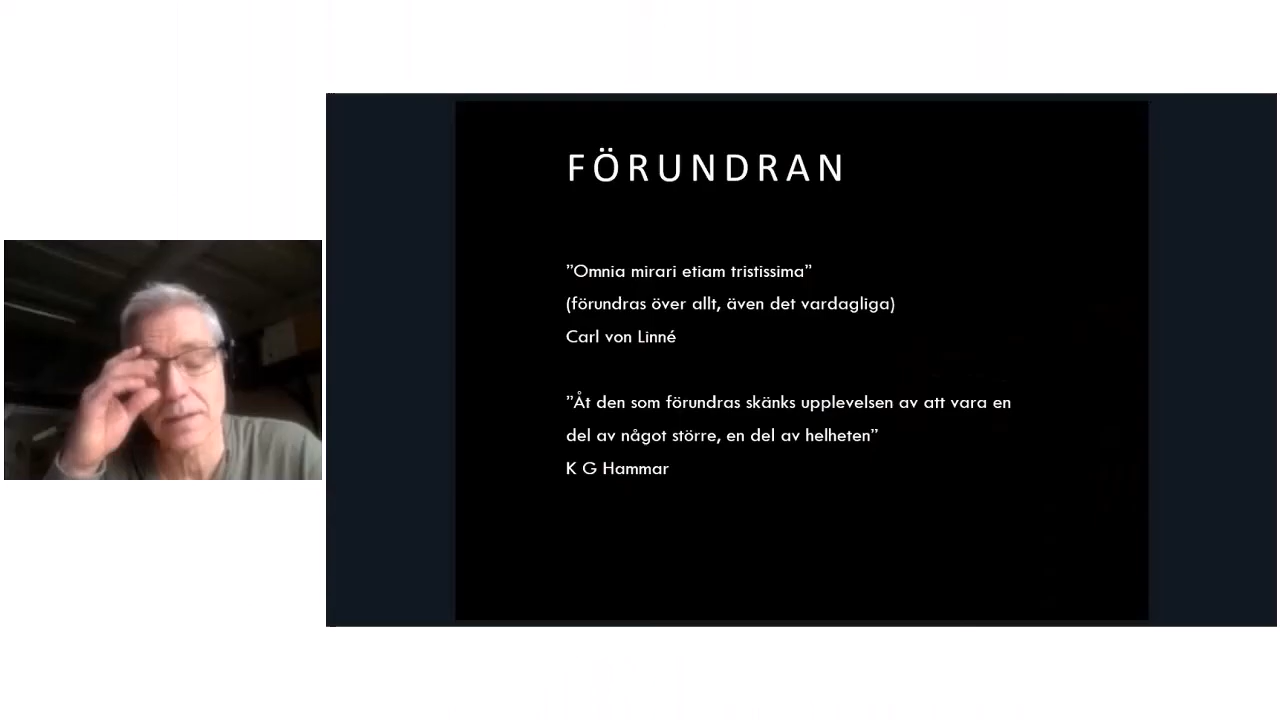 FÖRUNDRAN
”Omnia mirari etiam tristissima”
(förundras över allt, även det vardagliga)
Carl von Linné
”Åt den som förundras skänks upplevelsen av att vara en
del av något större, en del av helheten”
K G Hammar